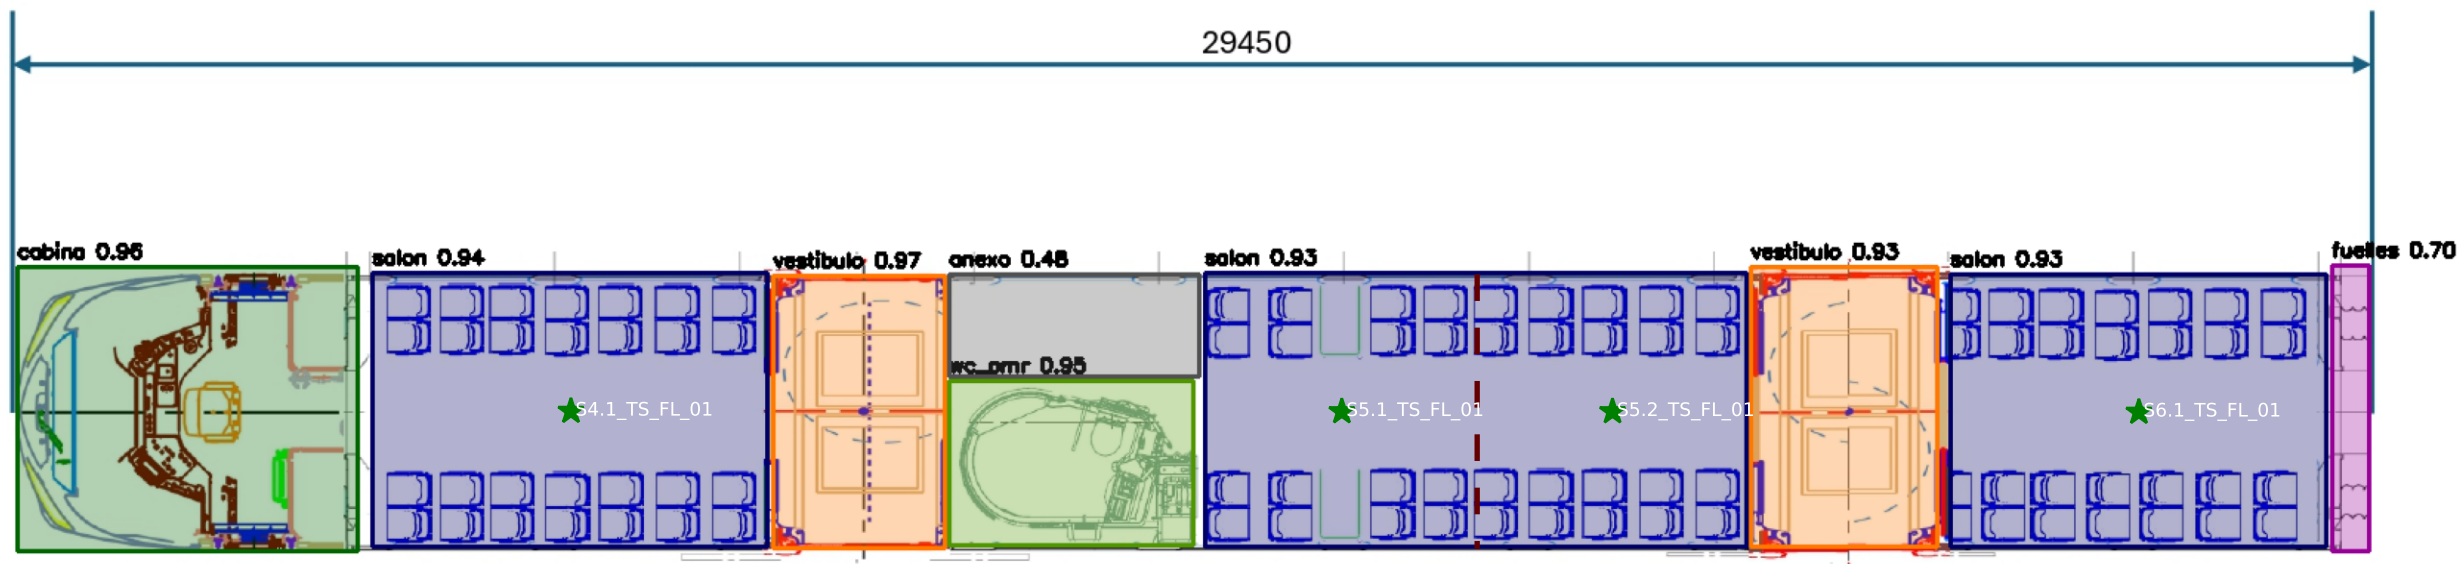 29450
cabina 0.96
salon 0.94
vestibulo 0.97
anexo 0.48
salon 0.93
vestibulo 0.93
salon 0.93
fuelles 0.70
wc_pmr 0.95
S4.1_TS_FL_01
S5.1_TS_FL_01
S5.2_TS_FL_01
S6.1_TS_FL_01